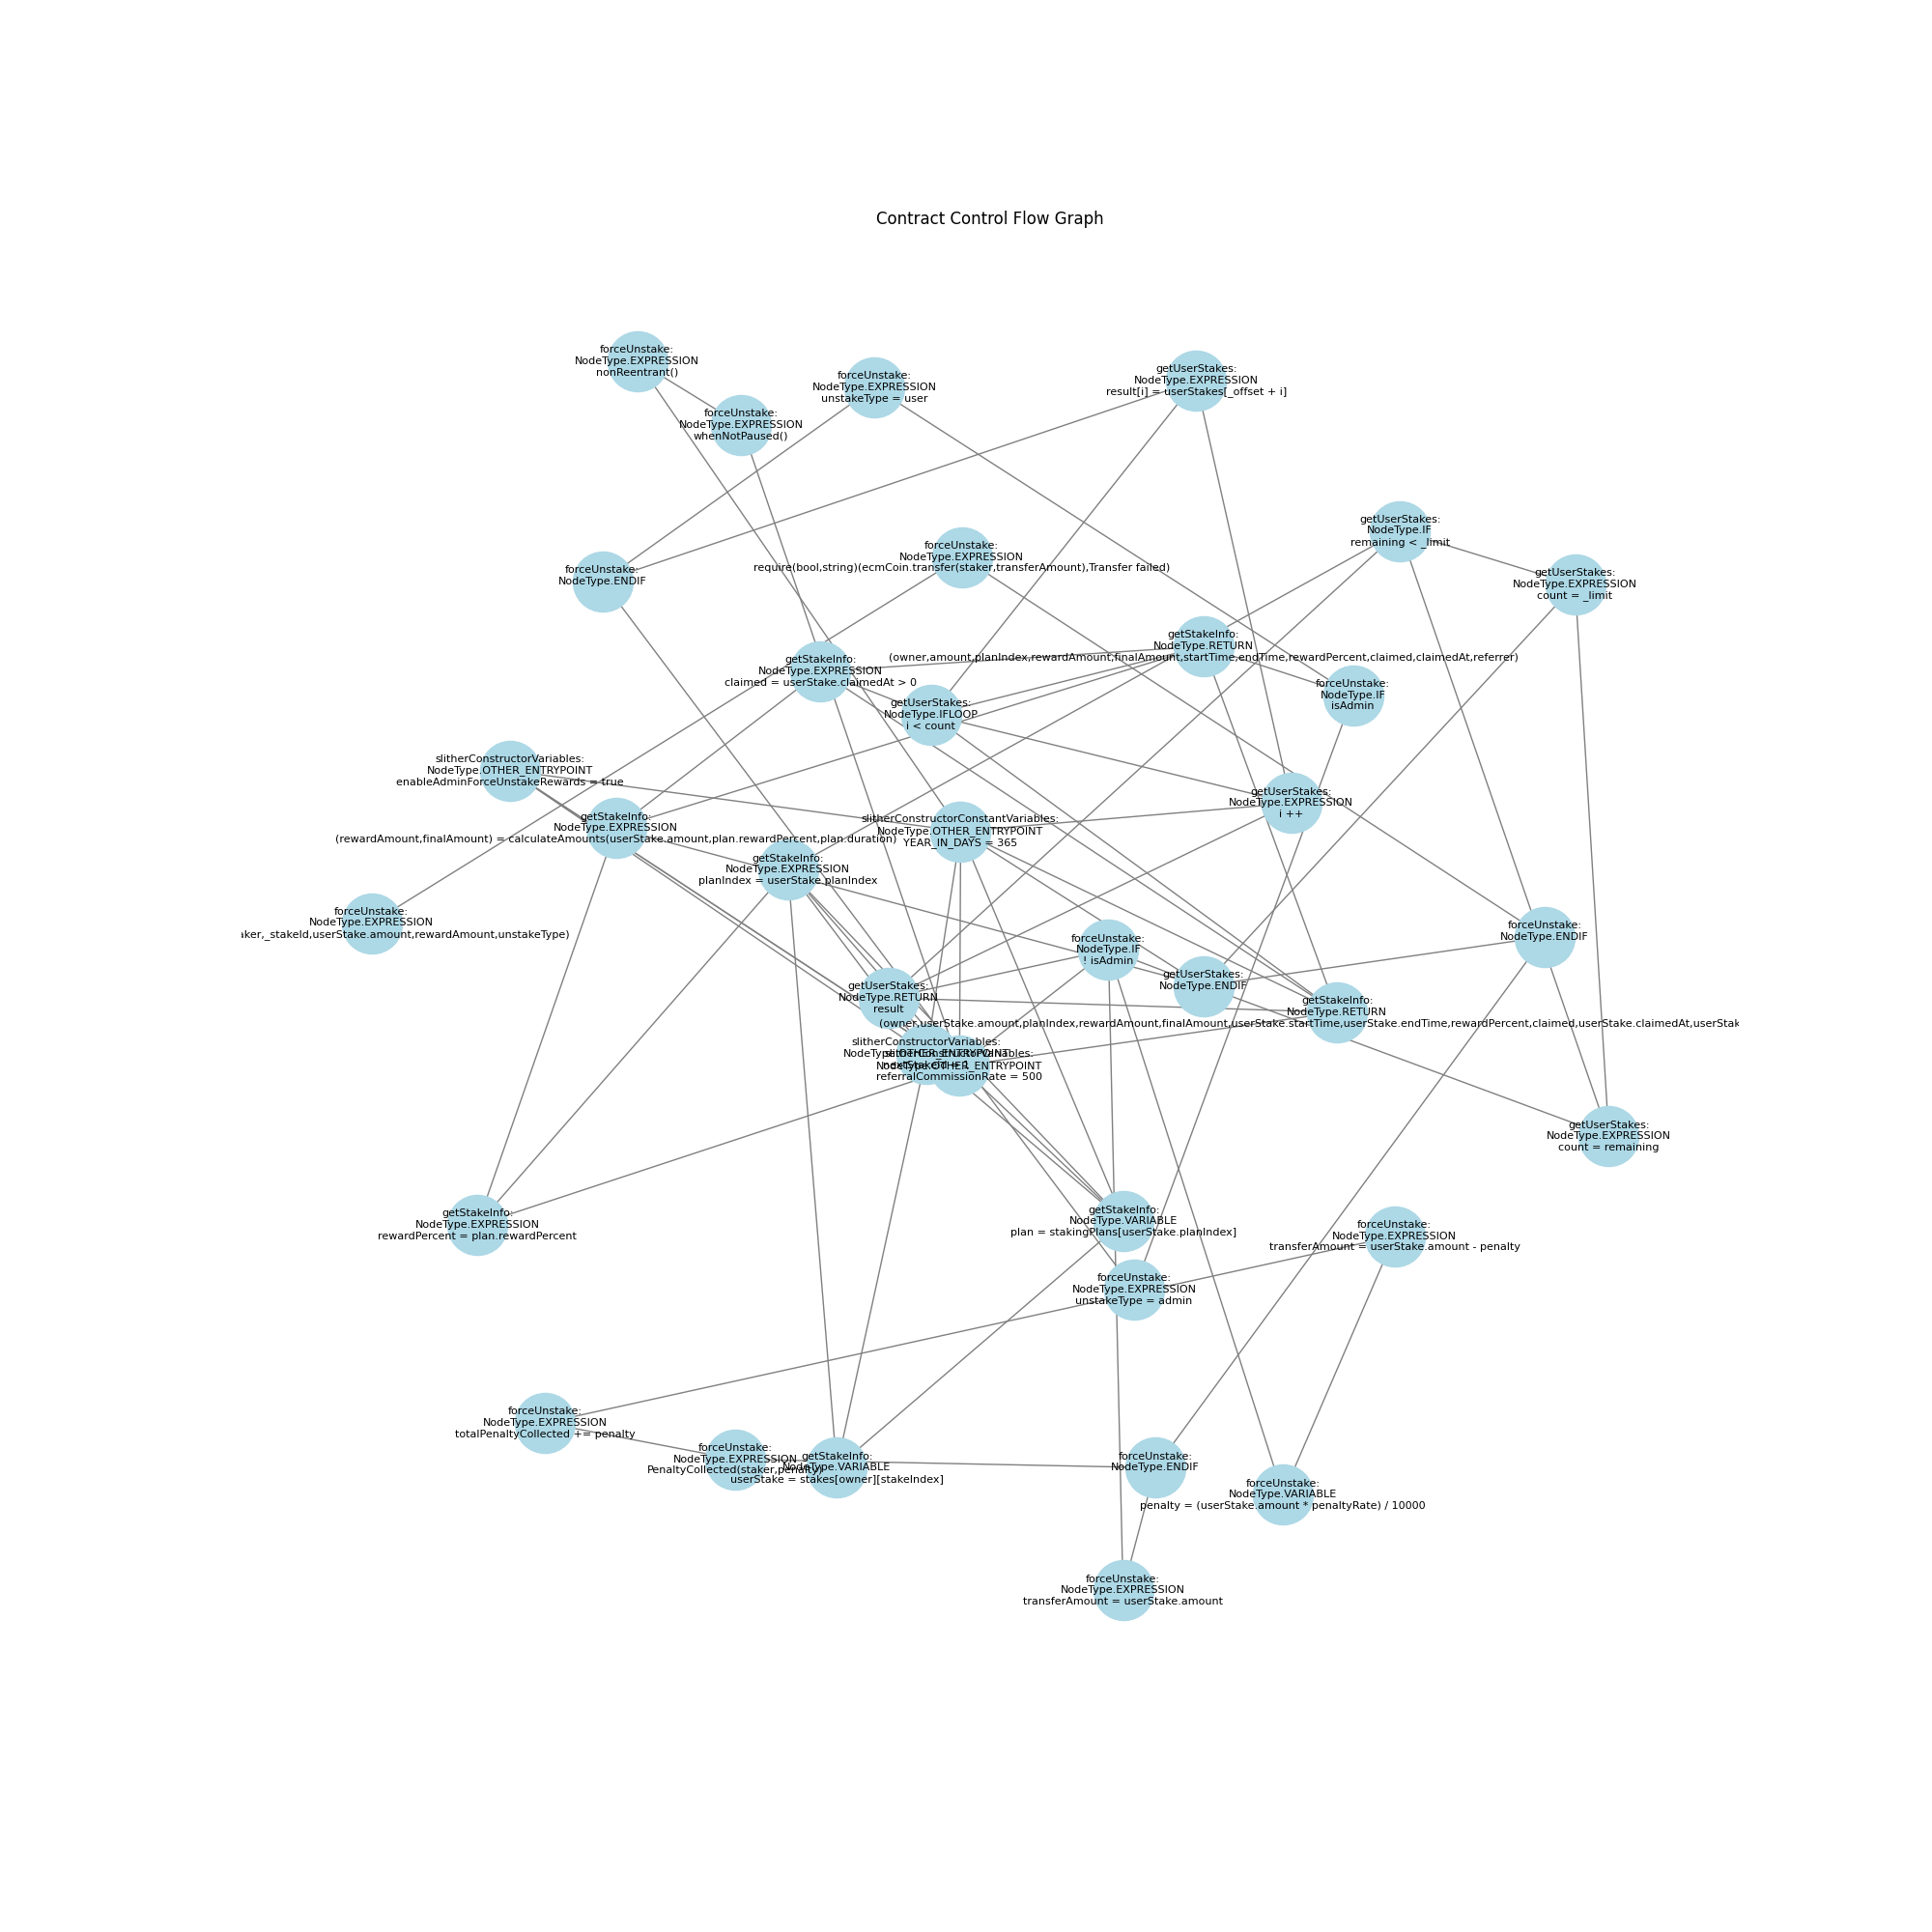 Contract Control Flow Graph
forceUnstake:
NodeType.EXPRESSION
nonReentrant()
forceUnstake:
NodeType.EXPRESSION
unstakeType = user
getUserStakes:
NodeType.EXPRESSION
result[i] = userStakes[_offset + i]
forceUnstake:
NodeType.EXPRESSION
whenNotPaused()
getUserStakes:
NodeType.IF
remaining < _limit
forceUnstake:
NodeType.EXPRESSION
require(bool,string)(ecmCoin.transfer(staker,transferAmount),Transfer failed)
forceUnstake:
NodeType.ENDIF
getUserStakes:
NodeType.EXPRESSION
count = _limit
getStakeInfo:
NodeType.RETURN
(owner,amount,planIndex,rewardAmount,finalAmount,startTime,endTime,rewardPercent,claimed,claimedAt,referrer)
getStakeInfo:
NodeType.EXPRESSION
claimed = userStake.claimedAt > 0
forceUnstake:
NodeType.IF
isAdmin
getUserStakes:
NodeType.IFLOOP
i < count
slitherConstructorVariables:
NodeType.OTHER_ENTRYPOINT
enableAdminForceUnstakeRewards = true
getUserStakes:
NodeType.EXPRESSION
i ++
getStakeInfo:
NodeType.EXPRESSION
(rewardAmount,finalAmount) = calculateAmounts(userStake.amount,plan.rewardPercent,plan.duration)
slitherConstructorConstantVariables:
NodeType.OTHER_ENTRYPOINT
YEAR_IN_DAYS = 365
getStakeInfo:
NodeType.EXPRESSION
planIndex = userStake.planIndex
forceUnstake:
NodeType.EXPRESSION
aker,_stakeId,userStake.amount,rewardAmount,unstakeType)
forceUnstake:
NodeType.IF
! isAdmin
forceUnstake:
NodeType.ENDIF
getUserStakes:
NodeType.ENDIF
getUserStakes:
NodeType.RETURN
result
getStakeInfo:
NodeType.RETURN
(owner,userStake.amount,planIndex,rewardAmount,finalAmount,userStake.startTime,userStake.endTime,rewardPercent,claimed,userStake.claimedAt,userStak
slitherConstructorVariables:
NodeType.OTHER_ENTRYPOINT
NodeType.OTHER_ENTRYPOINT
referralCommissionRate = 500
getUserStakes:
NodeType.EXPRESSION
count = remaining
getStakeInfo:
NodeType.EXPRESSION
rewardPercent = plan.rewardPercent
getStakeInfo:
NodeType.VARIABLE
plan = stakingPlans[userStake.planIndex]
forceUnstake:
NodeType.EXPRESSION
transferAmount = userStake.amount - penalty
forceUnstake:
NodeType.EXPRESSION
unstakeType = admin
forceUnstake:
NodeType.EXPRESSION
totalPenaltyCollected += penalty
forceUnstake:
NodeType.EXPRESSION
PenaltyCollected(staker,penalty)
getStakeInfo:
NodeType.VARIABLE
userStake = stakes[owner][stakeIndex]
forceUnstake:
NodeType.ENDIF
forceUnstake:
NodeType.VARIABLE
penalty = (userStake.amount * penaltyRate) / 10000
forceUnstake:
NodeType.EXPRESSION
transferAmount = userStake.amount